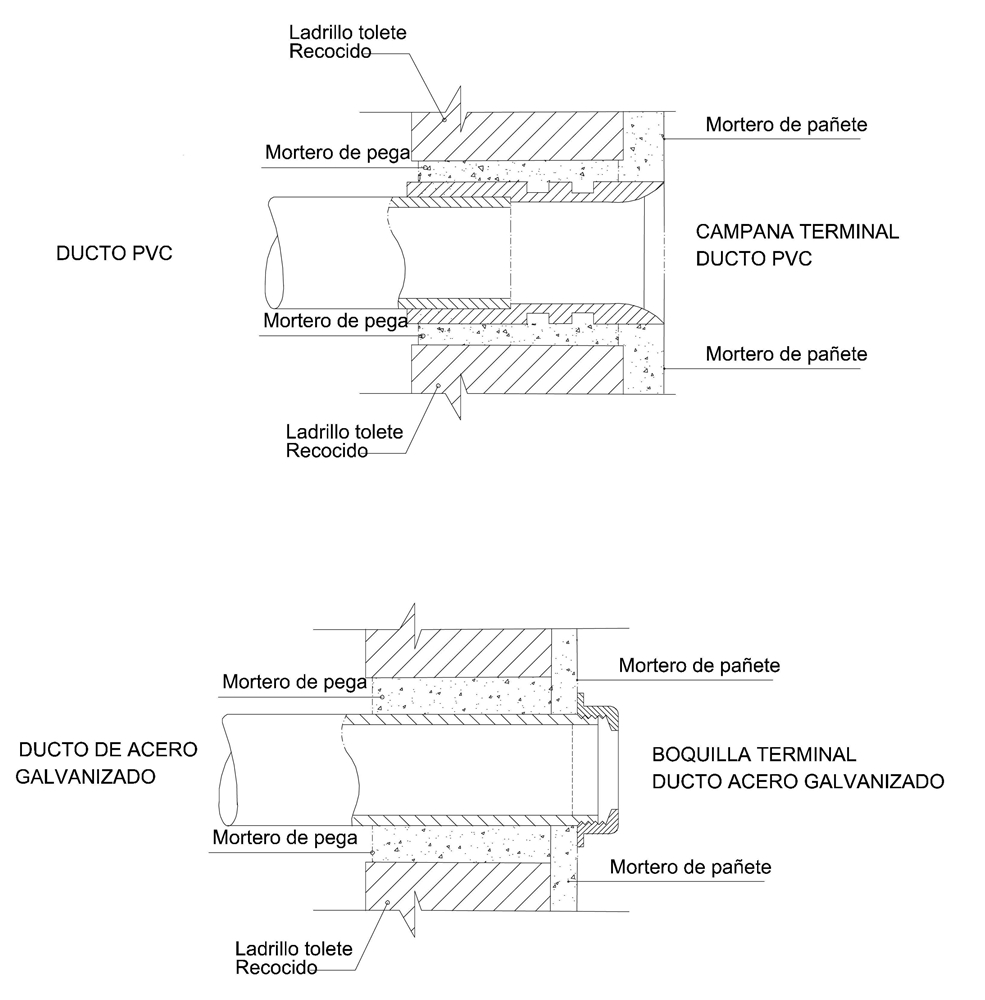 Ladrillo tolete
Recocido
Mortero de pañete
Mortero de pega
CAMPANA TERMINAL
DUCTO PVC
DUCTO PVC
Mortero de pega
Mortero de pañete
Ladrillo tolete
Recocido
Mortero de pañete
Mortero de pega
DUCTO DE ACERO
GALVANIZADO
BOQUILLA TERMINAL
DUCTO ACERO GALVANIZADO
Mortero de pega
Mortero de pañete
Ladrillo tolete
Recocido